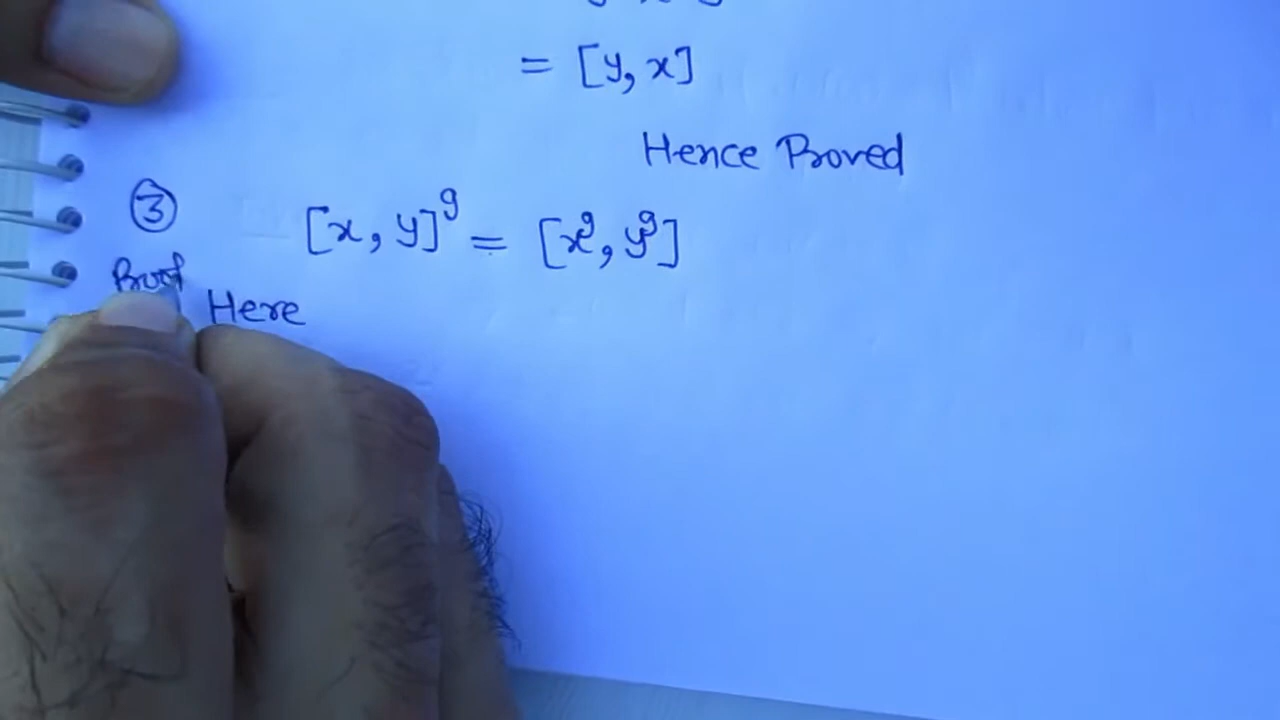 = [y, x]
Hence Proved
③ [x, y]^g = [x^g, y^g]
Proof
Here